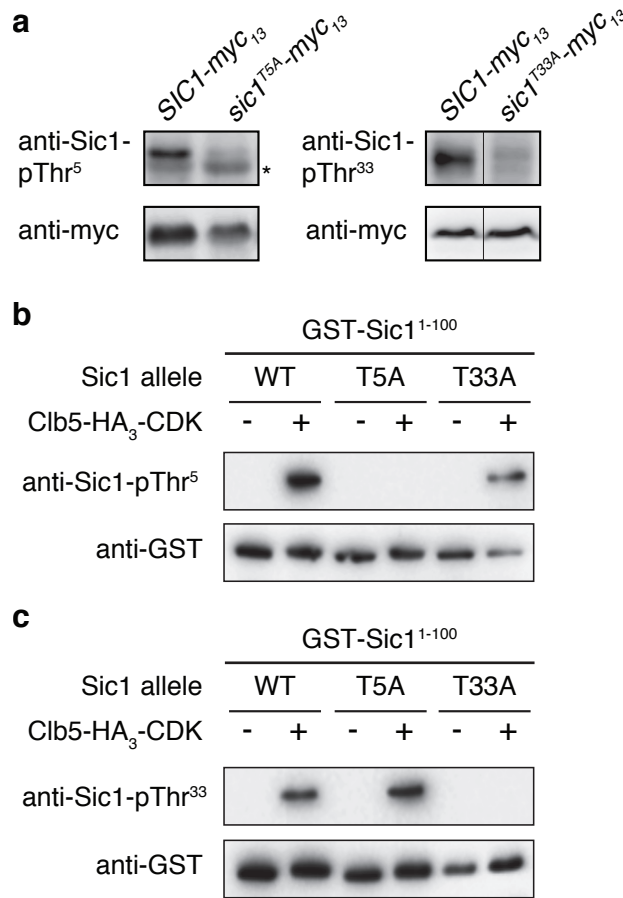 a
SIC1-myc₁₃
sic1ᵀ⁵ᴬ-myc₁₃
SIC1-myc₁₃
sic1ᵀ³³ᴬ-myc₁₃
anti-Sic1-
pThr⁵
*
anti-Sic1-
pThr³³
anti-myc
anti-myc
b
GST-Sic1¹⁻¹⁰⁰
Sic1 allele WT T5A T33A
Clb5-HA₃-CDK - + - + - +
anti-Sic1-pThr⁵
anti-GST
c
GST-Sic1¹⁻¹⁰⁰
Sic1 allele WT T5A T33A
Clb5-HA₃-CDK - + - + - +
anti-Sic1-pThr³³
anti-GST